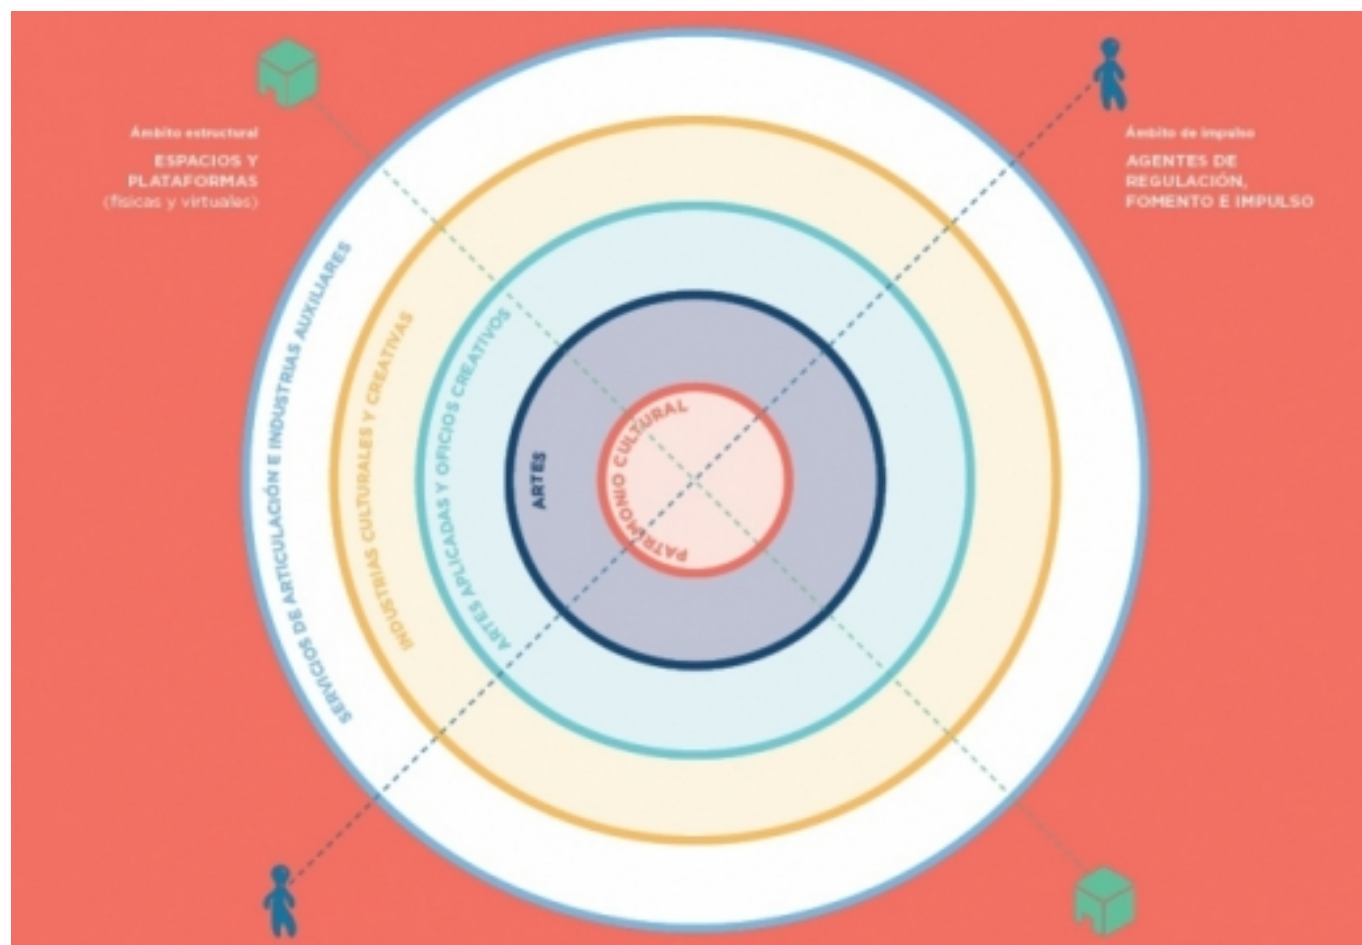 Ámbito estructural
ESPACIOS Y
PLATAFORMAS
(físicas y virtuales)
Ámbito de impulso
AGENTES DE
REGULACIÓN,
FOMENTO E IMPULSO
SERVICIOS DE ARTICULACIÓN E INDUSTRIAS AUXILIARES
INDUSTRIAS CULTURALES Y CREATIVAS
ARTES APLICADAS Y OFICIOS CREATIVOS
ARTES
PATRIMONIO CULTURAL